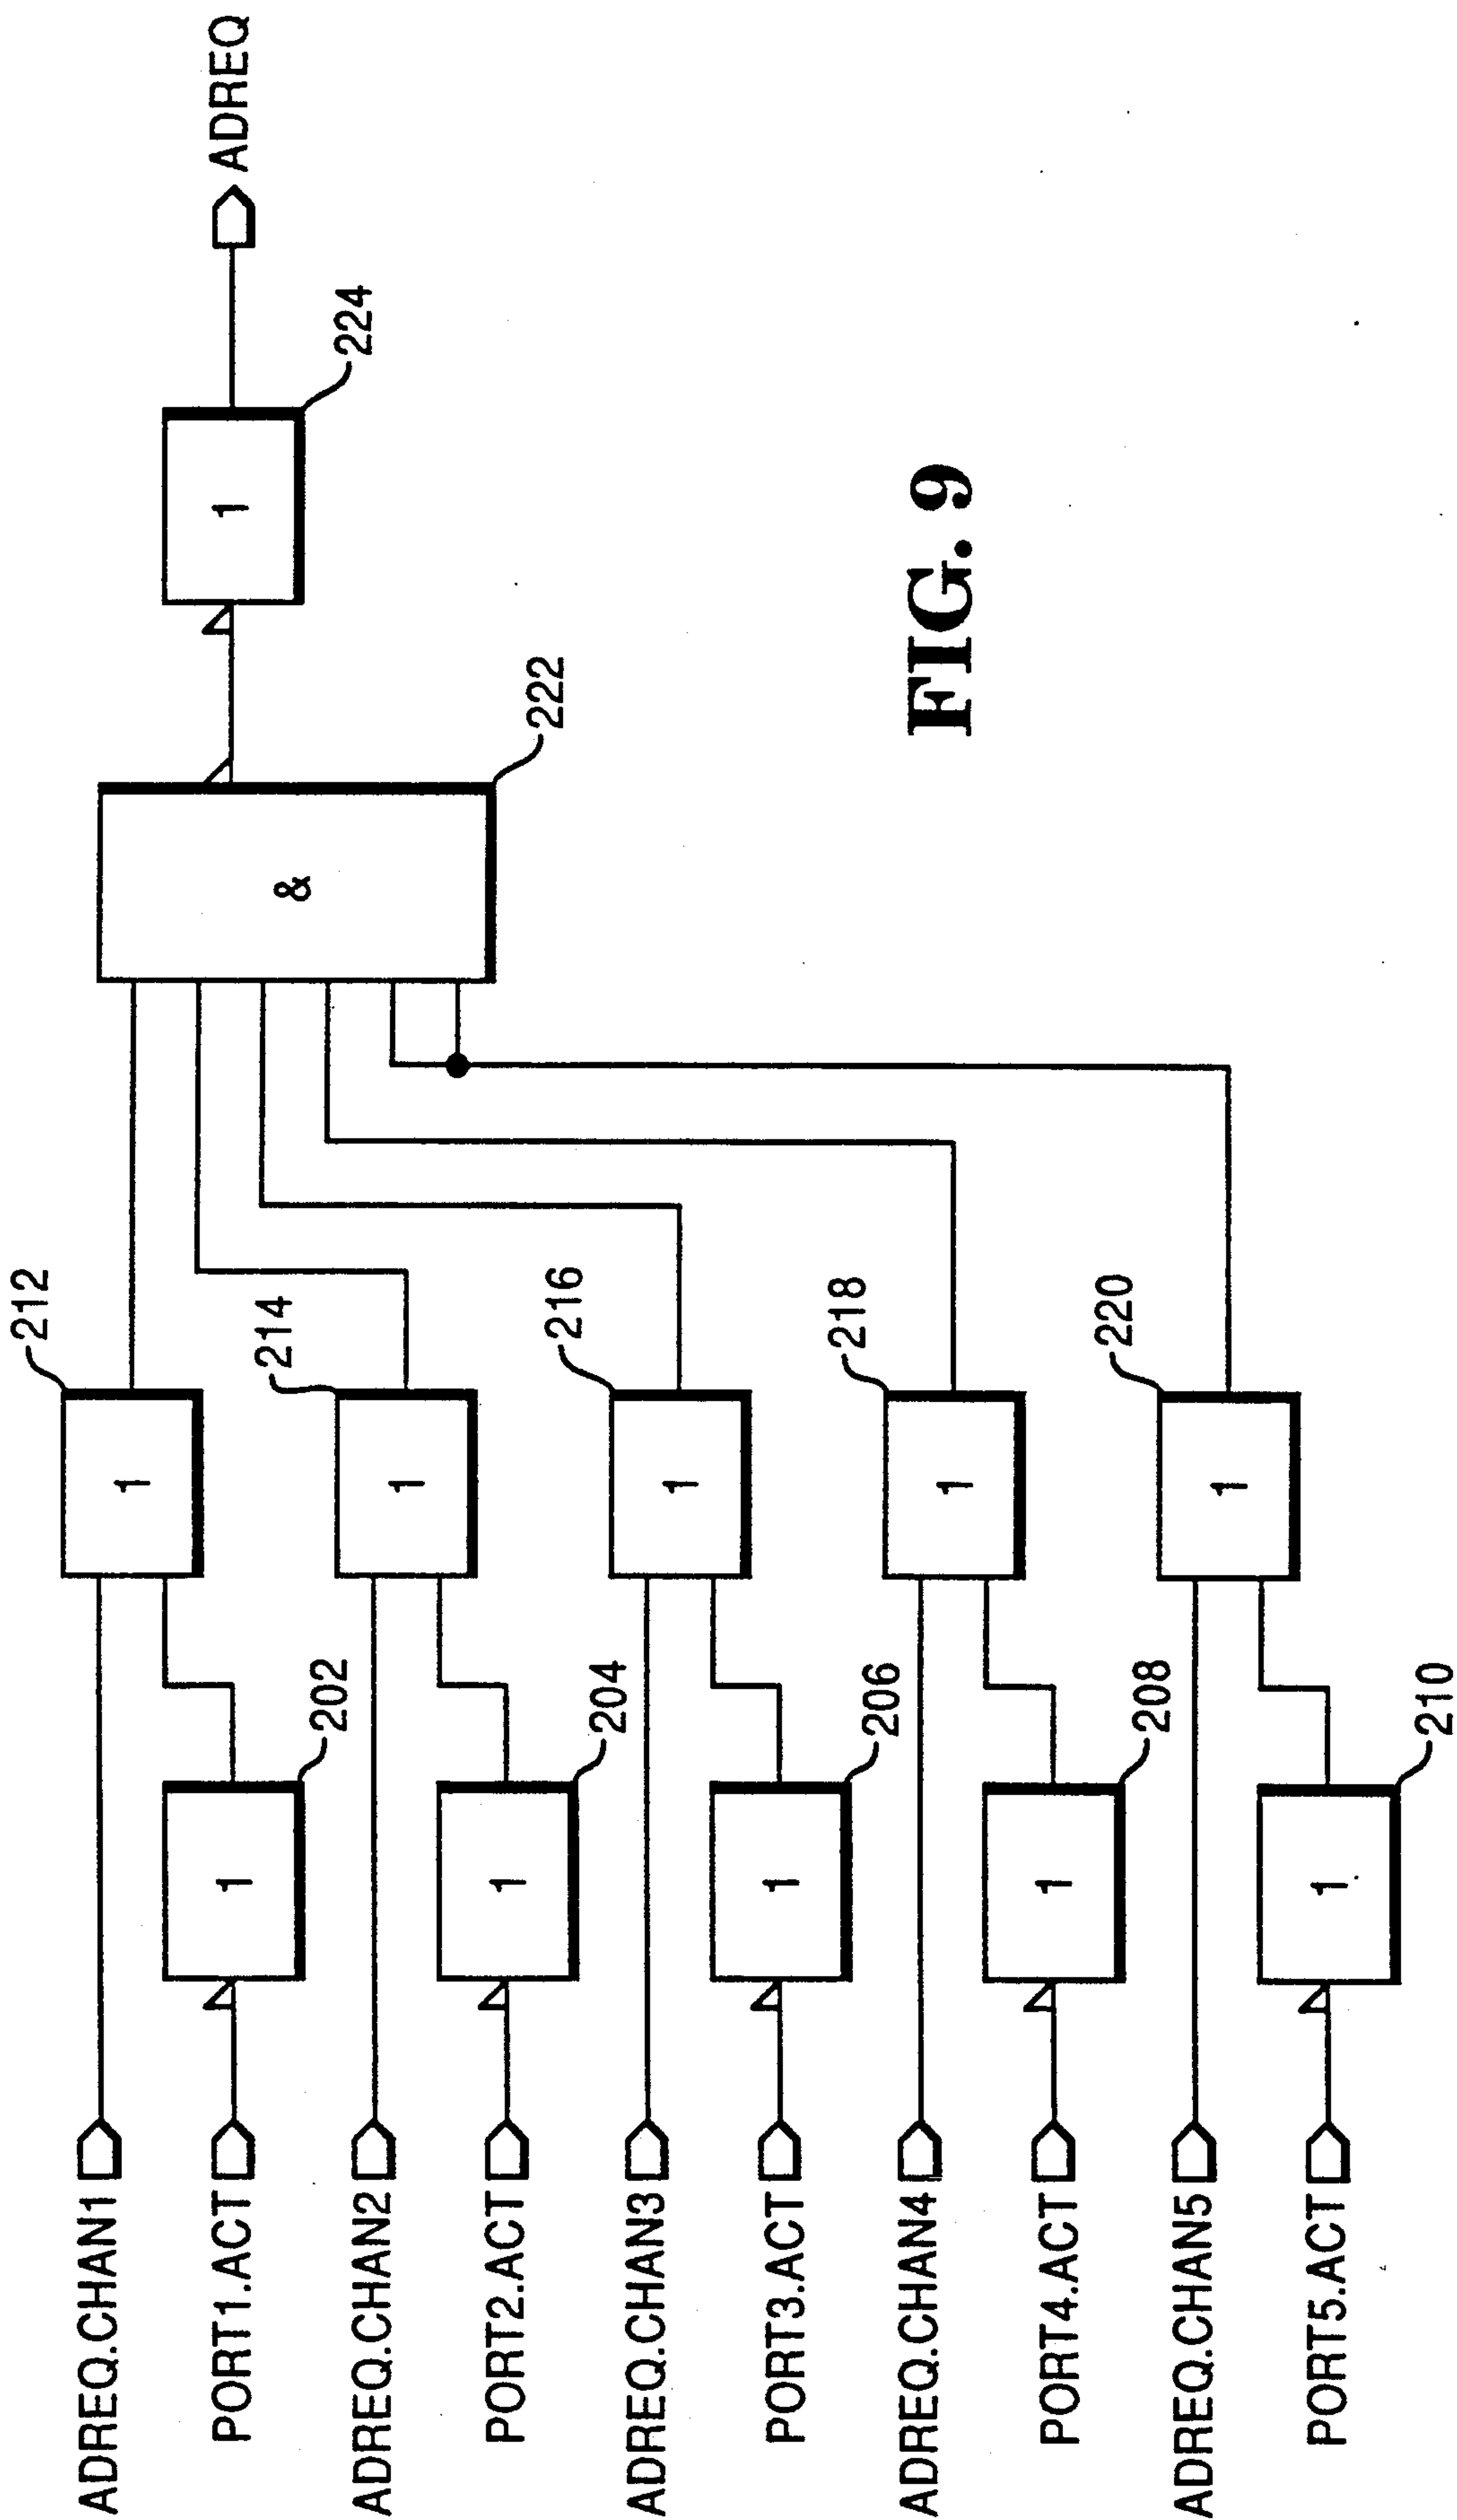 ADREQ.CHAN1
PORT1.ACT
ADREQ.CHAN2
PORT2.ACT
ADREQ.CHAN3
PORT3.ACT
ADREQ.CHAN4
PORT4.ACT
ADREQ.CHAN5
PORT5.ACT
1
202
1
204
1
206
1
208
1
210
1
212
1
214
1
216
1
218
1
220
&
222
1
224
ADREQ
FIG. 9